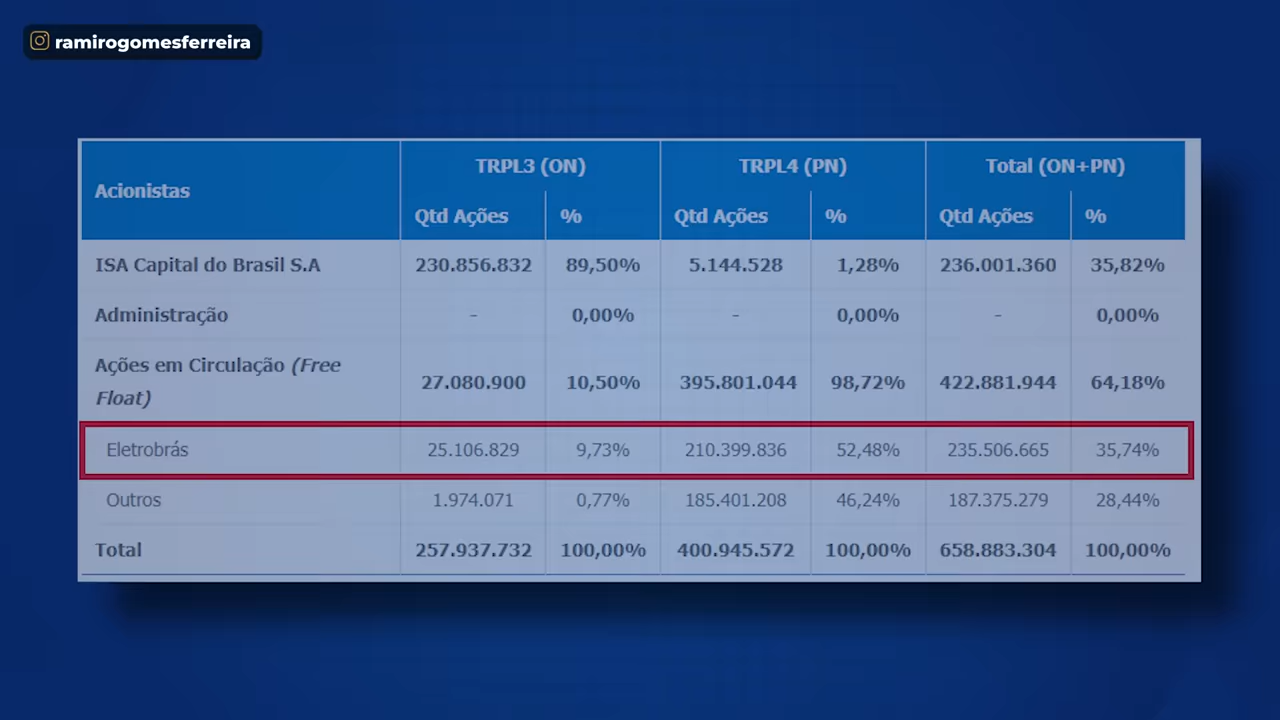 ramirogomesferreira
Acionistas TRPL3 (ON) TRPL4 (PN) Total (ON+PN)
Qtd Ações % Qtd Ações % Qtd Ações %
ISA Capital do Brasil S.A 230.856.832 89,50% 5.144.528 1,28% 236.001.360 35,82%
Administração - 0,00% - 0,00% - 0,00%
Ações em Circulação (Free
Float) 27.080.900 10,50% 395.801.044 98,72% 422.881.944 64,18%
Eletrobrás 25.106.829 9,73% 210.399.836 52,48% 235.506.665 35,74%
Outros 1.974.071 0,77% 185.401.208 46,24% 187.375.279 28,44%
Total 257.937.732 100,00% 400.945.572 100,00% 658.883.304 100,00%